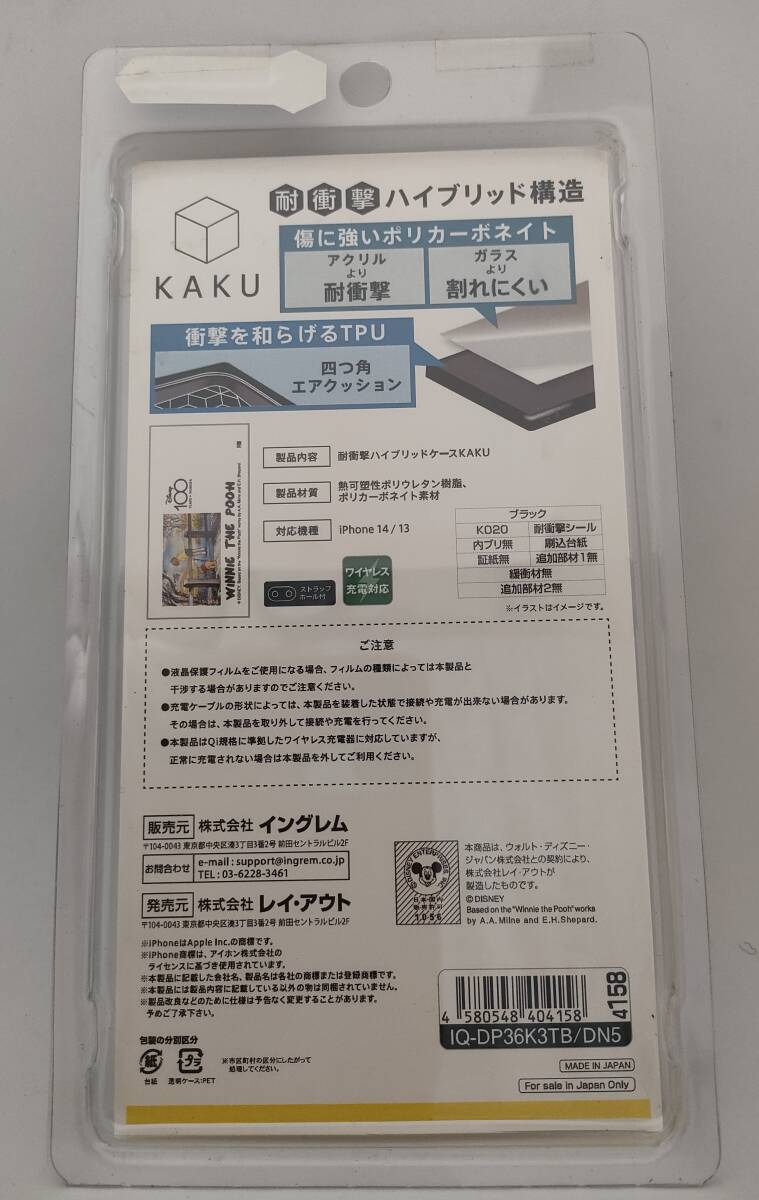 耐衝撃ハイブリッド構造
KAKU
傷に強いポリカーボネイト
アクリル
より
耐衝撃
ガラス
より
割れにくい
衝撃を和らげるTPU
四つ角
エアクッション
Disney
100
WINNIE THE POOH
製品内容 耐衝撃ハイブリッドケースKAKU
製品材質 熱可塑性ポリウレタン樹脂、
ポリカーボネイト素材
対応機種 iPhone 14 / 13
ストラップ
ホール付
ワイヤレス
充電対応
ブラック
K020 耐衝撃シール
内プリ無 刷込台紙
証紙無 追加部材1無
緩衝材無
追加部材2無
※イラストはイメージです。
ご注意
●液晶保護フィルムをご使用になる場合、フィルムの種類によっては本製品と
干渉する場合がありますのでご注意ください。
●充電ケーブルの形状によっては、本製品を装着した状態で接続や充電が出来ない場合があります。
その場合は、本製品を取り外して接続や充電を行ってください。
●本製品はQi規格に準拠したワイヤレス充電器に対応していますが、
正常に充電されない場合は本製品を外してご利用ください。
販売元 株式会社 イングレム
〒104-0043 東京都中央区湊3丁目3番2号 前田セントラルビル2F
お問合わせ e-mail : support@ingrem.co.jp
TEL : 03-6228-3461
発売元 株式会社 レイ・アウト
〒104-0043 東京都中央区湊3丁目3番2号 前田セントラルビル2F
※iPhoneはApple Inc.の商標です。
※iPhone商標は、アイホン株式会社の
ライセンスに基づき使用されています。
※本製品に記載した会社名、製品名は各社の商標または登録商標です。
※本製品には製品内容に記載している以外の物は同梱されていません。
※製品改良などのために仕様は予告なく変更することがあります。
予めご了承下さい。
©DISNEY ENTERPRISES INC.
日本・国内
販売許可
1056
本商品は、ウォルト・ディズニー・
ジャパン株式会社との契約により、
株式会社レイ・アウトが
製造したものです。
©DISNEY
Based on the "Winnie the Pooh" works
by A.A. Milne and E.H.Shepard.
4 580548 404158
4158
IQ-DP36K3TB/DN5
包装の分別区分
紙
台紙
プラ
透明ケース:PET
※市区町村の区分にしたがって
処理してください。
MADE IN JAPAN
For sale in Japan Only